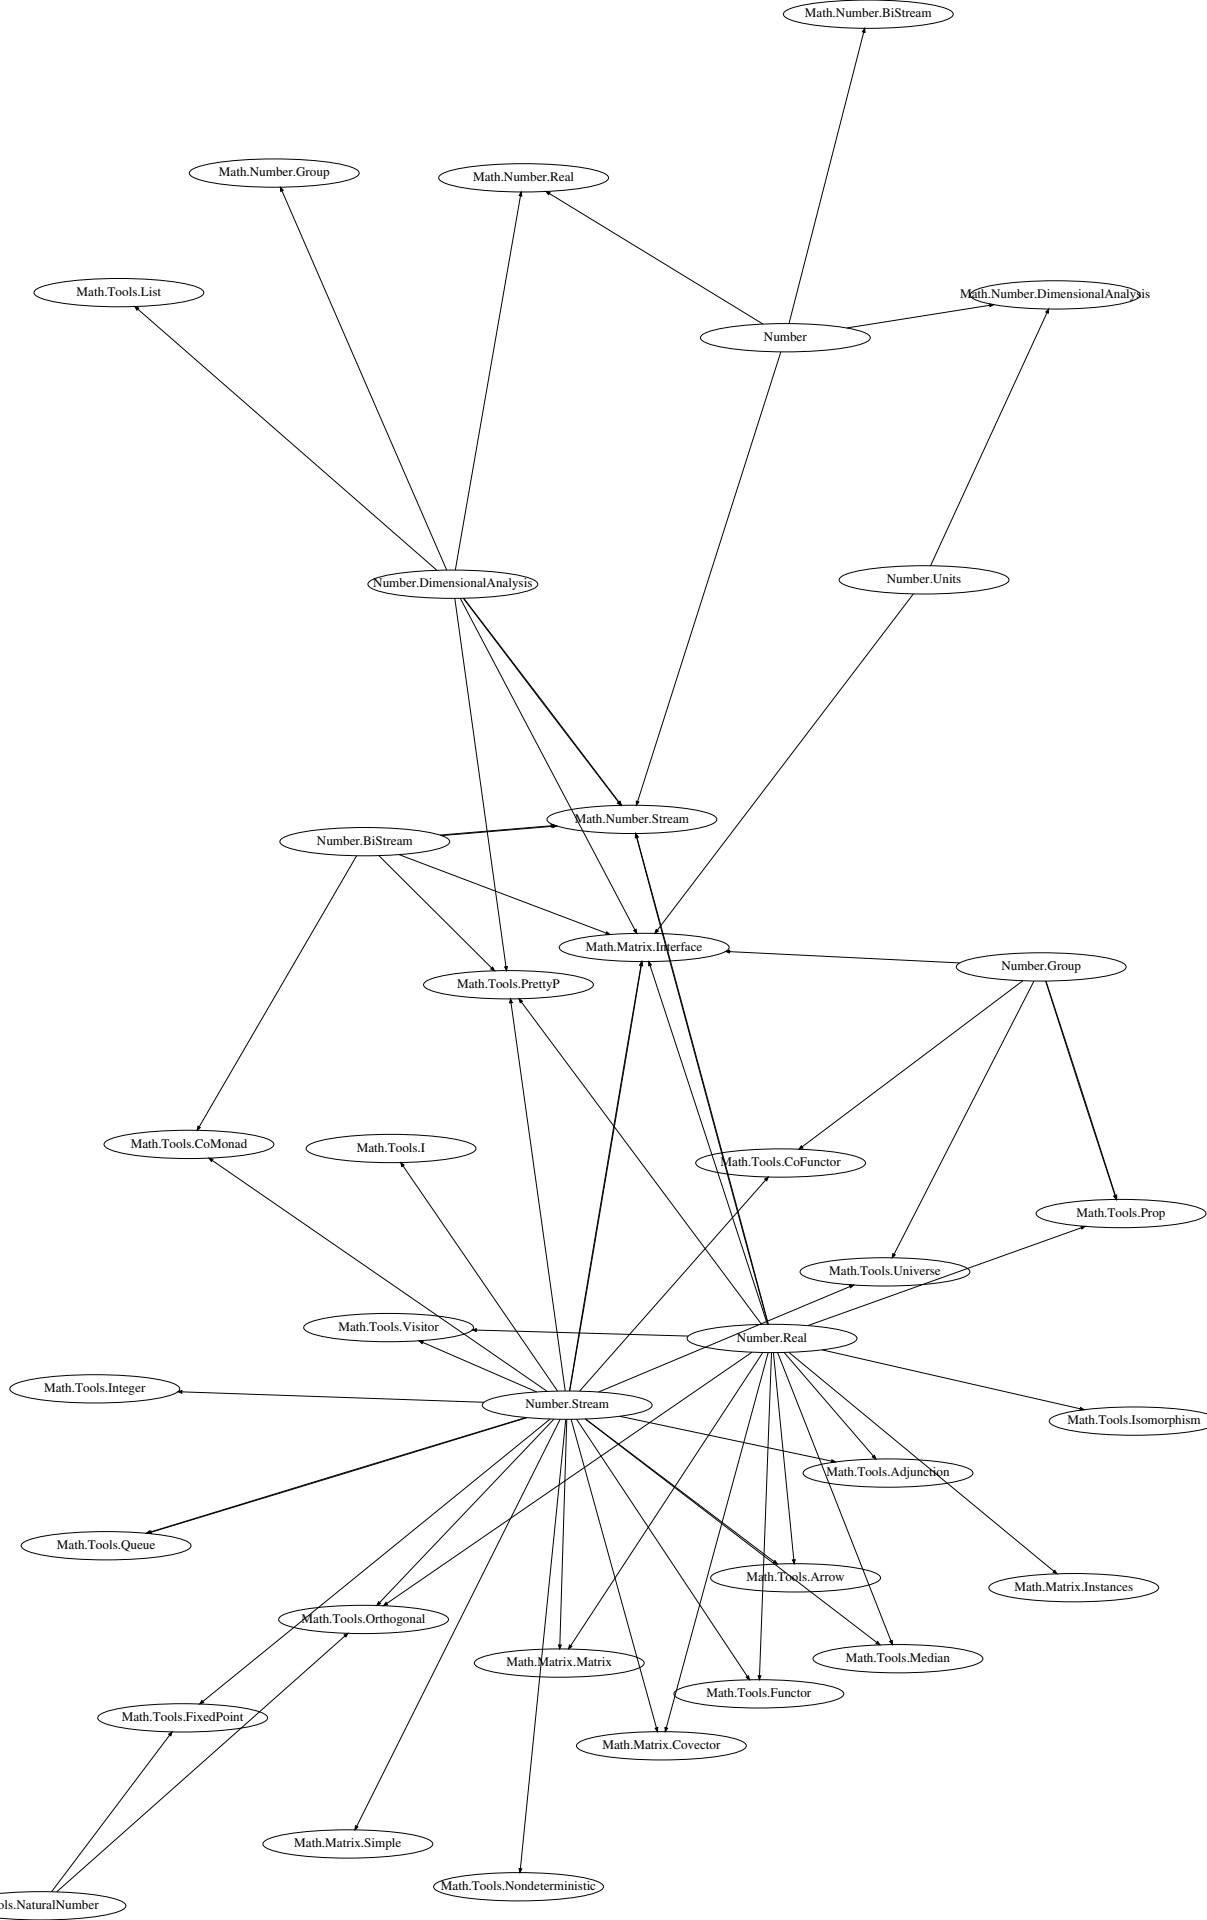 Math.Number.BiStream
Math.Number.Group
Math.Number.Real
Math.Tools.List
Math.Number.DimensionalAnalysis
Number
Number.DimensionalAnalysis
Number.Units
Math.Number.Stream
Number.BiStream
Math.Matrix.Interface
Number.Group
Math.Tools.PrettyP
Math.Tools.CoMonad
Math.Tools.I
Math.Tools.CoFunctor
Math.Tools.Prop
Math.Tools.Universe
Math.Tools.Visitor
Number.Real
Math.Tools.Integer
Number.Stream
Math.Tools.Isomorphism
Math.Tools.Adjunction
Math.Tools.Queue
Math.Tools.Arrow
Math.Matrix.Instances
Math.Tools.Orthogonal
Math.Matrix.Matrix
Math.Tools.Median
Math.Tools.Functor
Math.Tools.FixedPoint
Math.Matrix.Covector
Math.Matrix.Simple
Math.Tools.Nondeterministic
ols.NaturalNumber